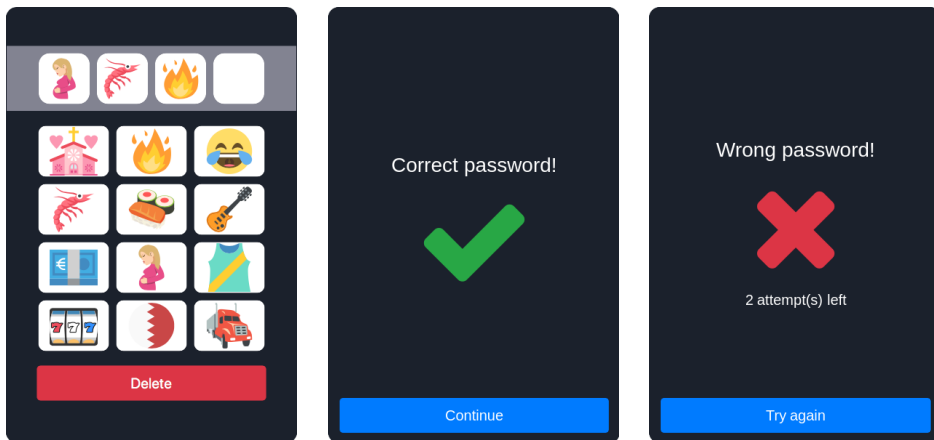 Delete
Correct password!
Continue
Wrong password!
2 attempt(s) left
Try again